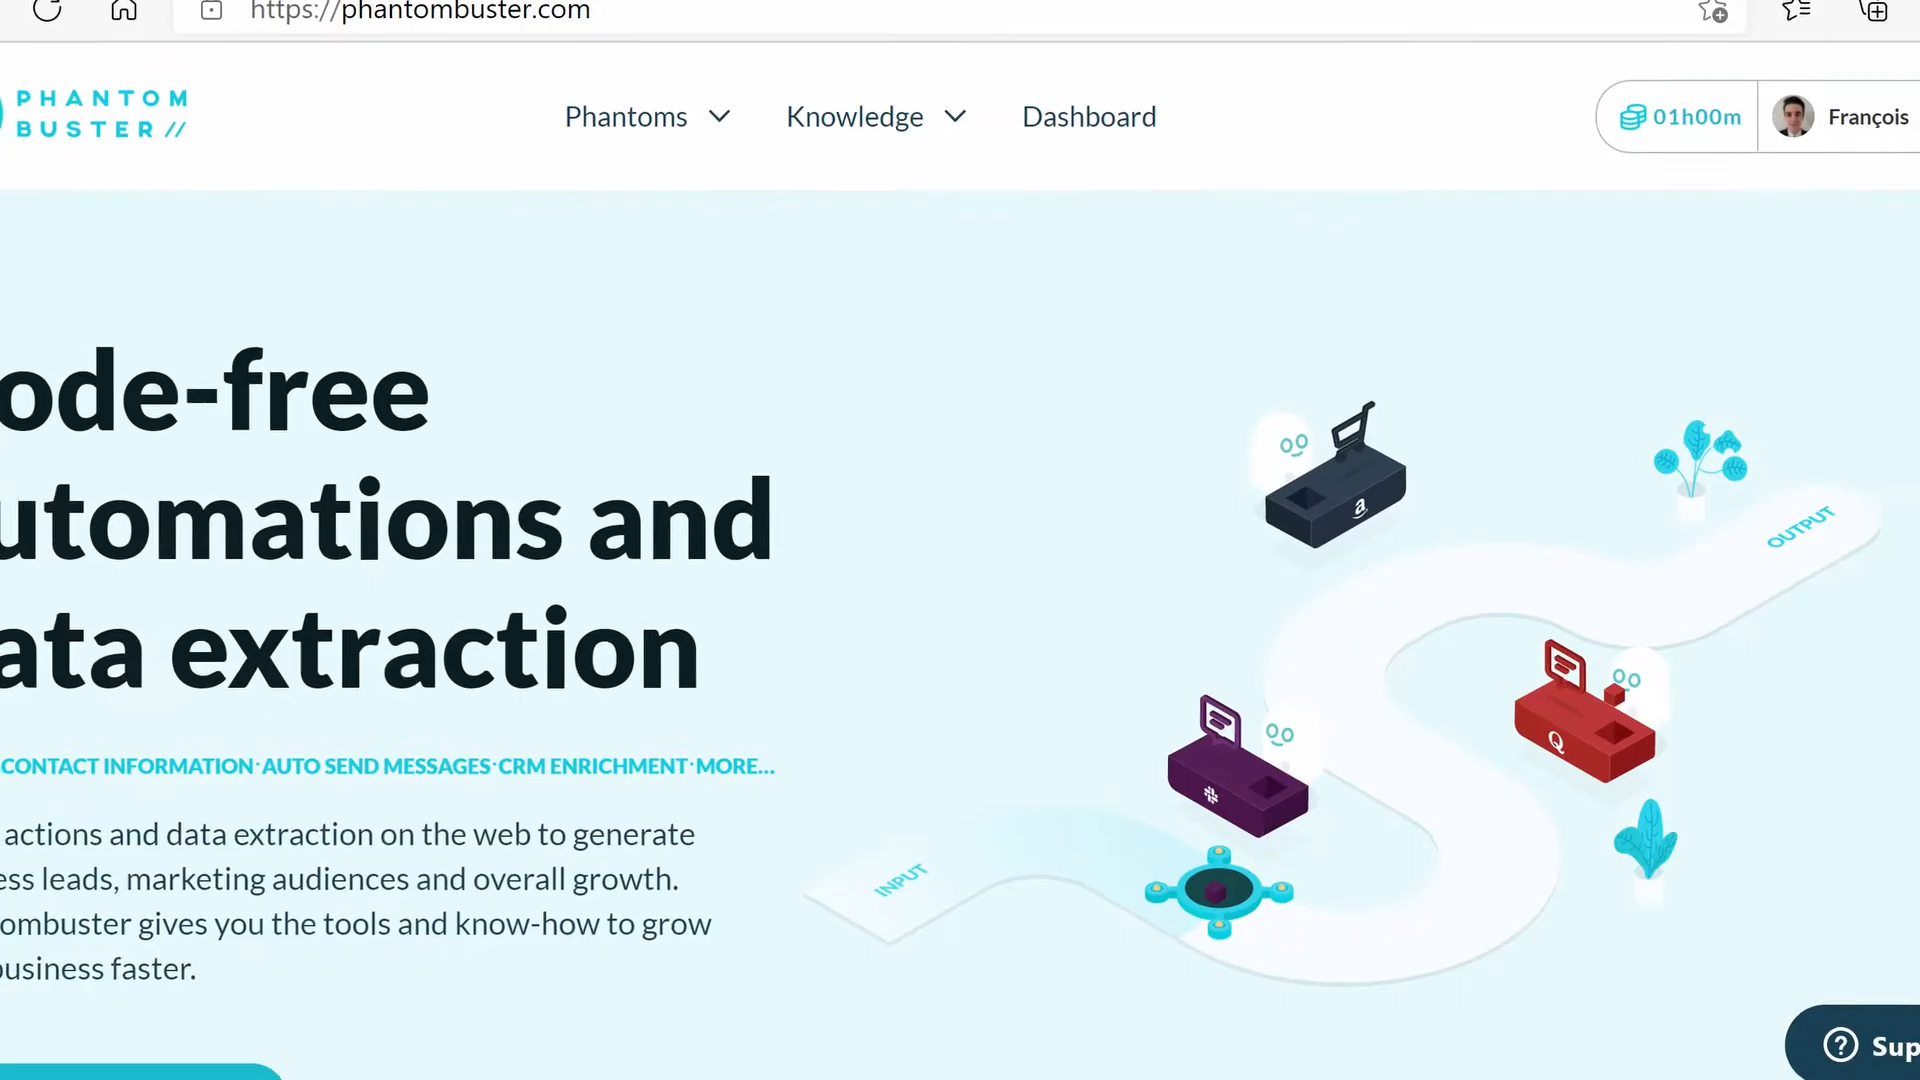 https://phantombuster.com
PHANTOM
BUSTER //
Phantoms
Knowledge
Dashboard
01h00m
François
ode-free
utomations and
ata extraction
CONTACT INFORMATION·AUTO SEND MESSAGES·CRM ENRICHMENT·MORE...
actions and data extraction on the web to generate
ess leads, marketing audiences and overall growth.
ombuster gives you the tools and know-how to grow
business faster.
a
OUTPUT
Q
INPUT
Sup